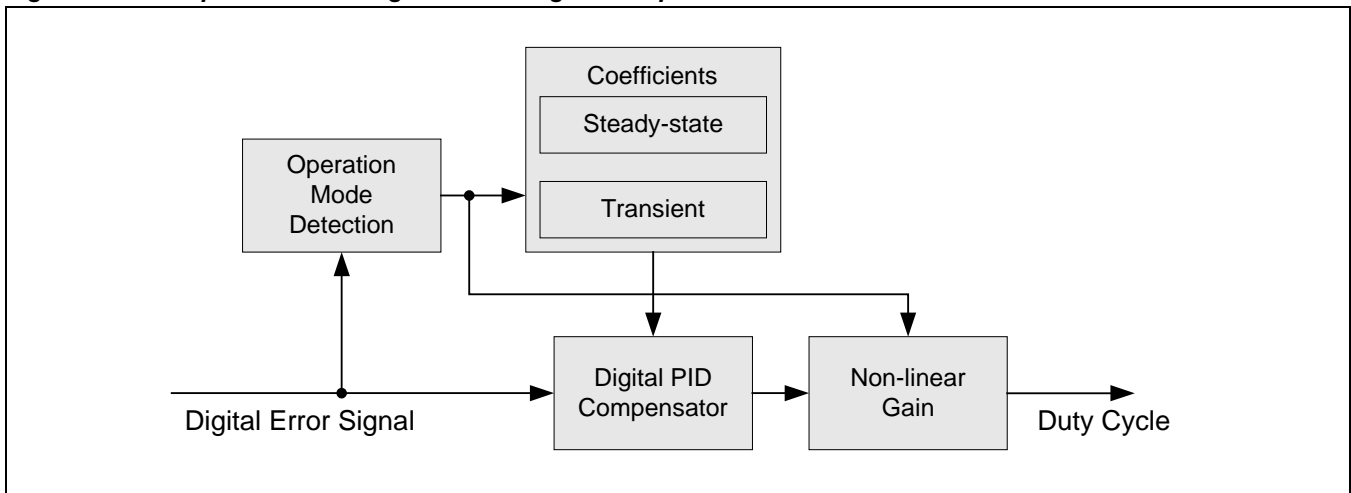 Coefficients
Steady-state
Transient
Operation
Mode
Detection
Digital PID
Compensator
Non-linear
Gain
Digital Error Signal
Duty Cycle